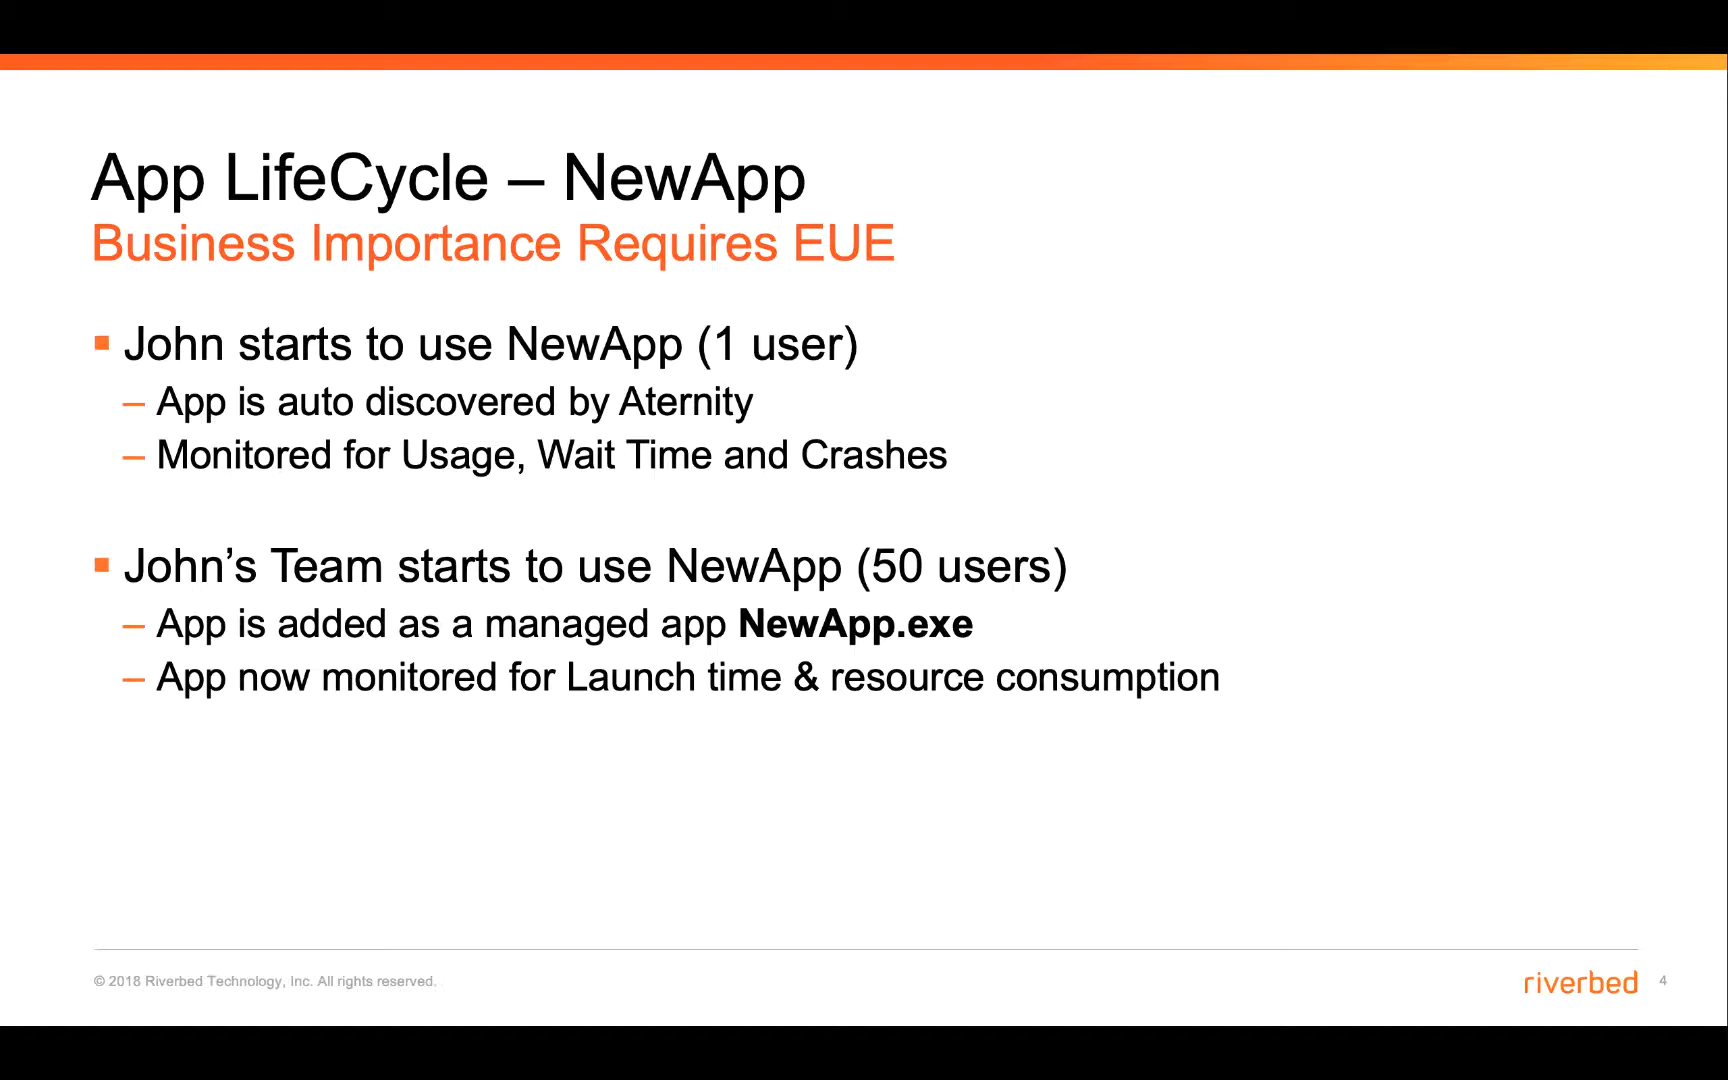 App LifeCycle – NewApp
Business Importance Requires EUE
John starts to use NewApp (1 user)
– App is auto discovered by Aternity
– Monitored for Usage, Wait Time and Crashes
John’s Team starts to use NewApp (50 users)
– App is added as a managed app NewApp.exe
– App now monitored for Launch time & resource consumption
© 2018 Riverbed Technology, Inc. All rights reserved.
riverbed
4